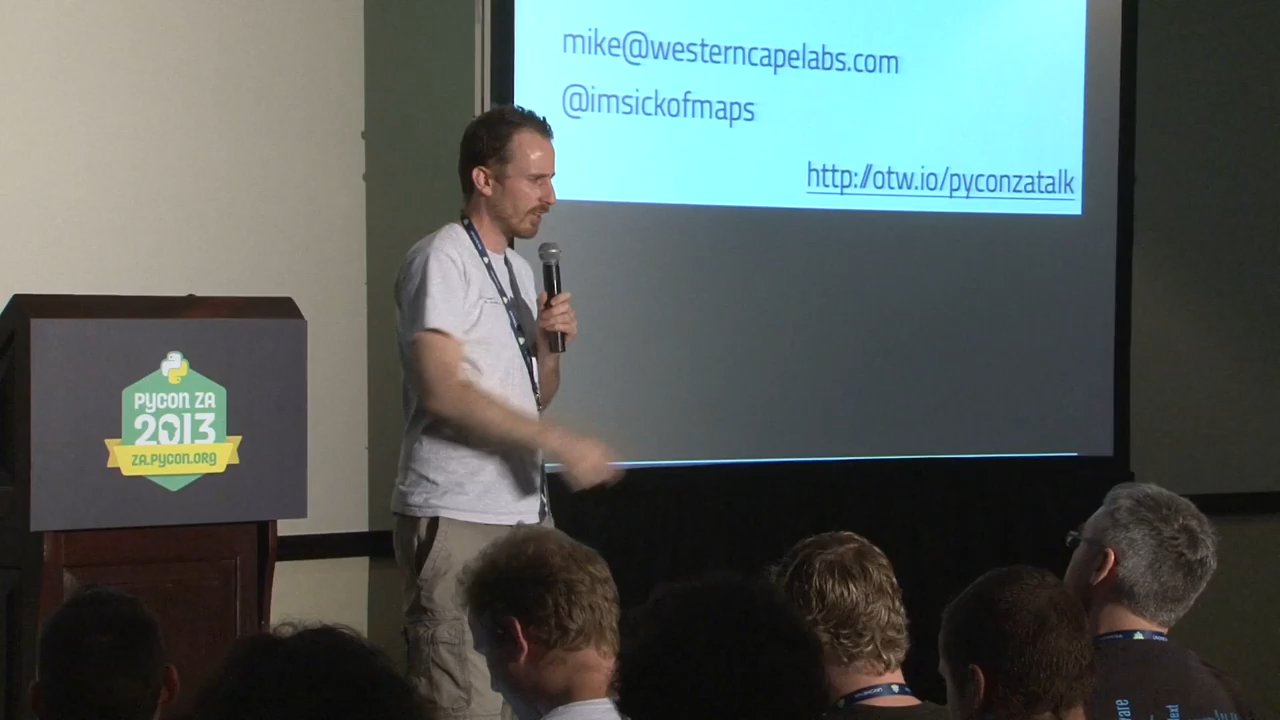 mike@westerncapelabs.com
@imsickofmaps
http://otw.io/pyconzatalk
PYCON ZA
2013
ZA.PYCON.ORG